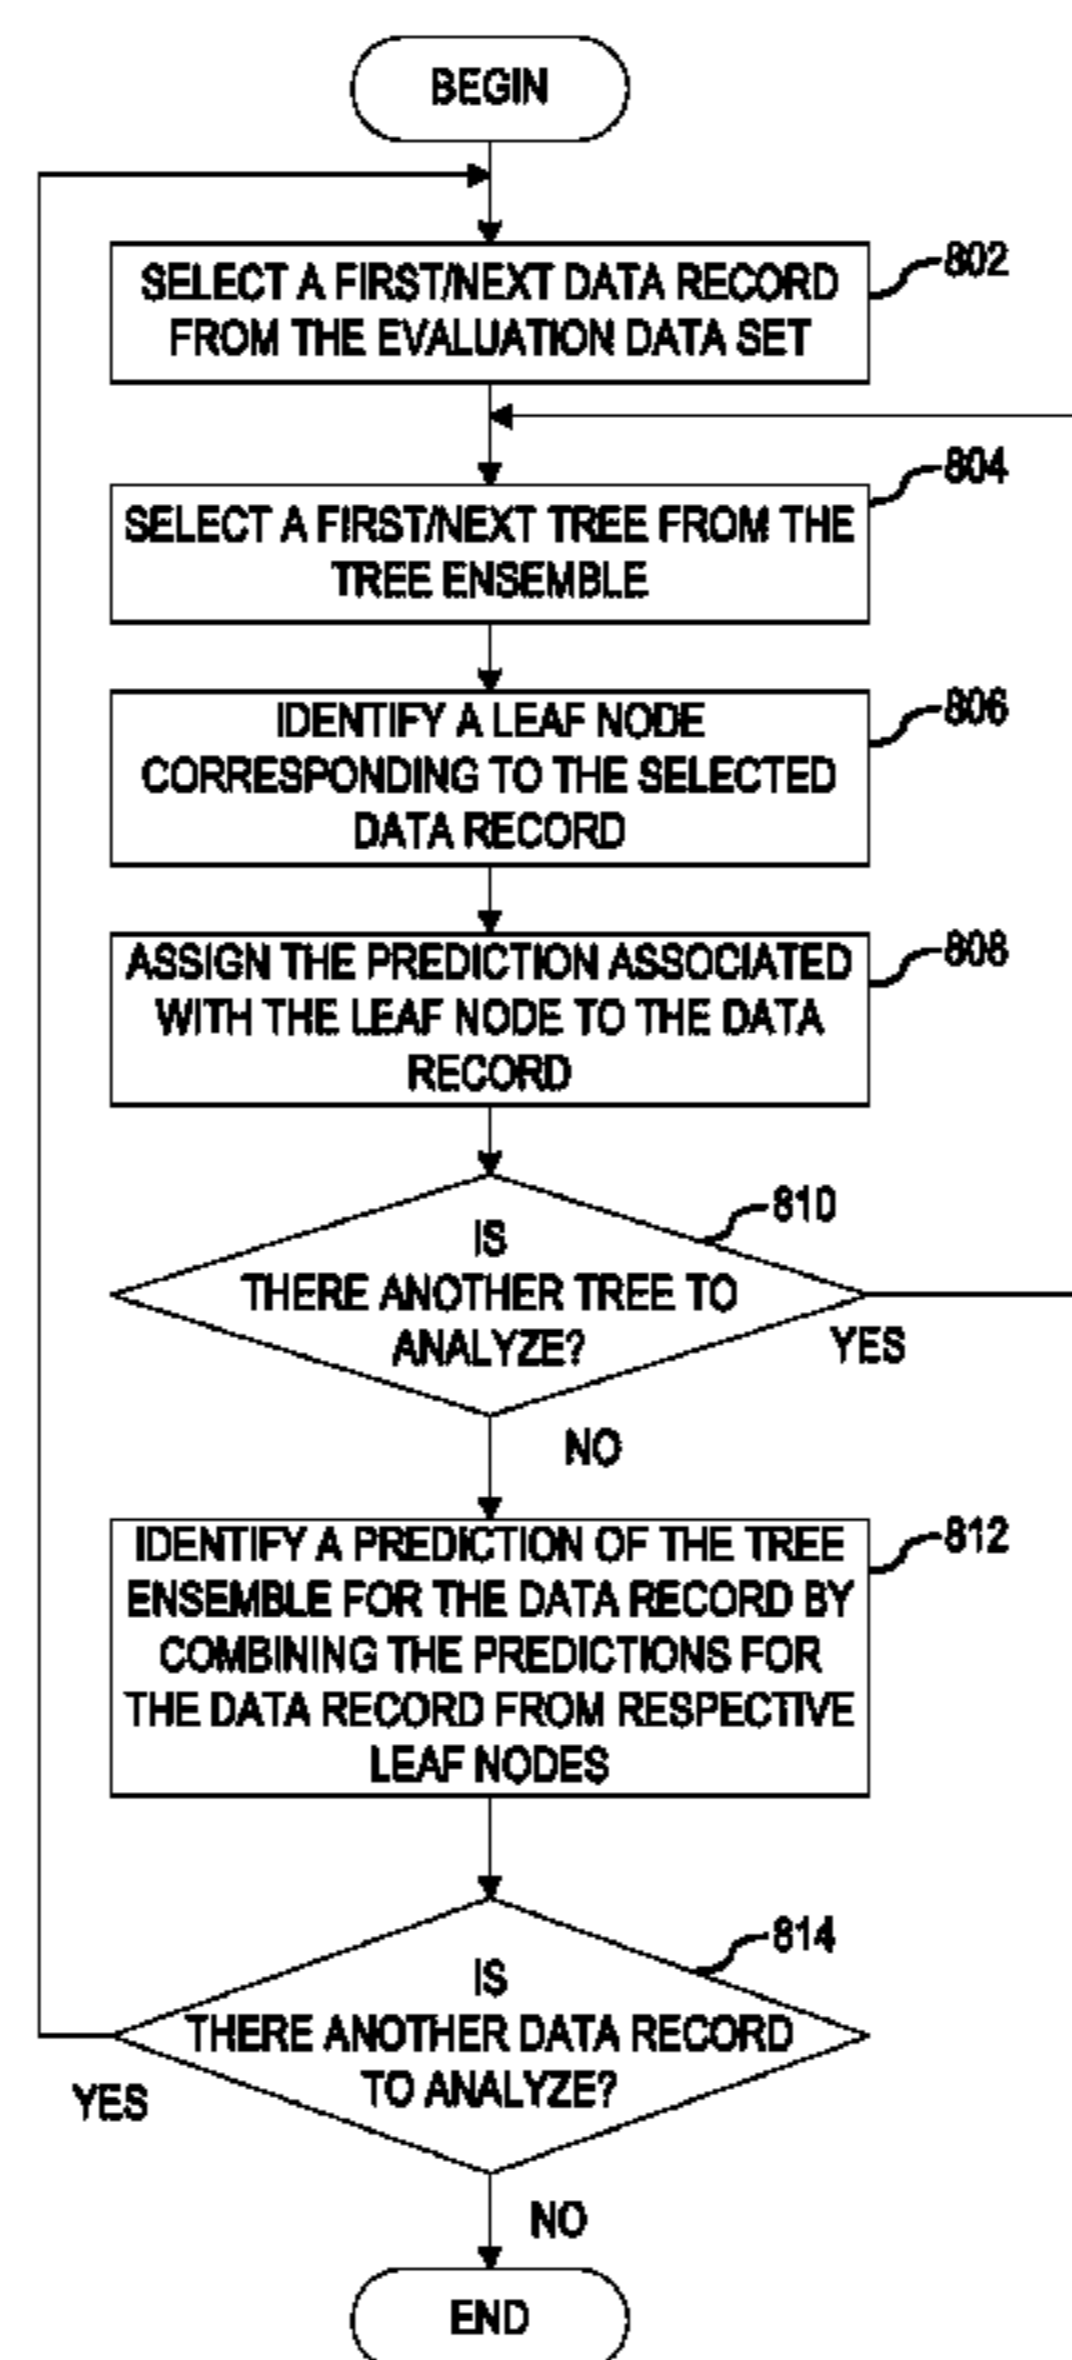 BEGIN
SELECT A FIRST/NEXT DATA RECORD
FROM THE EVALUATION DATA SET
802
SELECT A FIRST/NEXT TREE FROM THE
TREE ENSEMBLE
804
IDENTIFY A LEAF NODE
CORRESPONDING TO THE SELECTED
DATA RECORD
806
ASSIGN THE PREDICTION ASSOCIATED
WITH THE LEAF NODE TO THE DATA
RECORD
808
IS
THERE ANOTHER TREE TO
ANALYZE?
810
YES
NO
IDENTIFY A PREDICTION OF THE TREE
ENSEMBLE FOR THE DATA RECORD BY
COMBINING THE PREDICTIONS FOR
THE DATA RECORD FROM RESPECTIVE
LEAF NODES
812
IS
THERE ANOTHER DATA RECORD
TO ANALYZE?
814
YES
NO
END